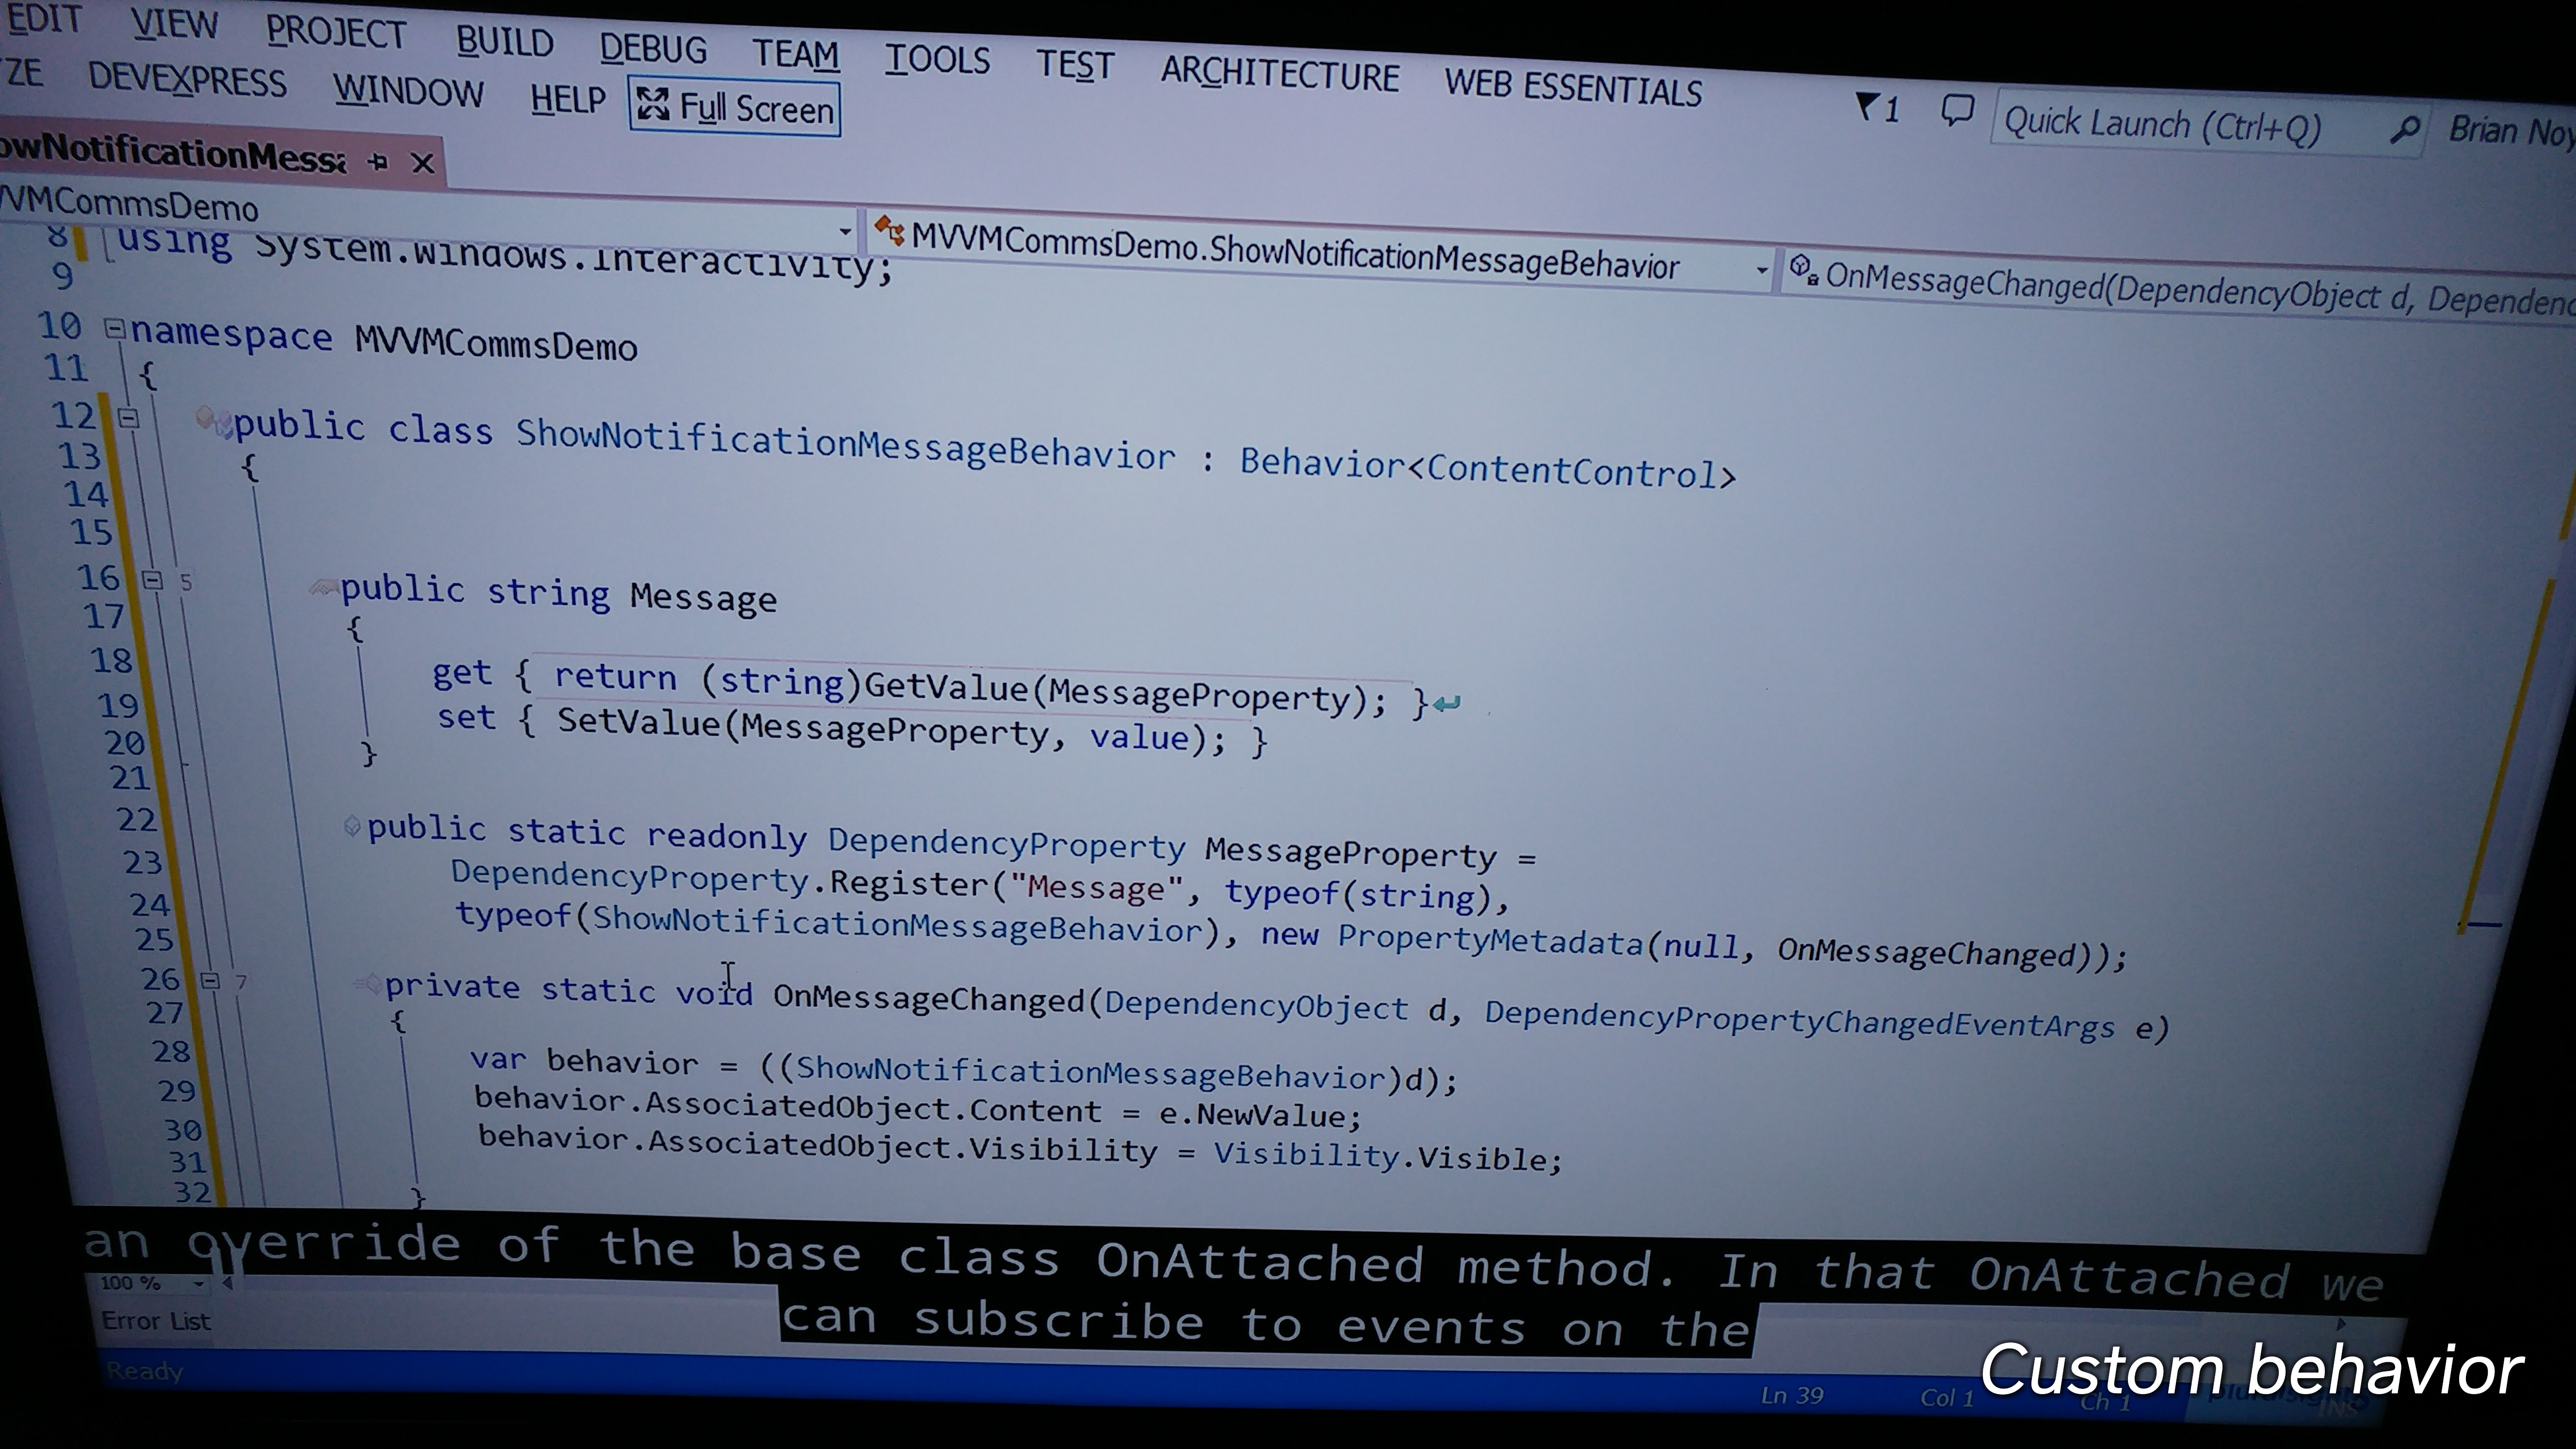 EDIT VIEW PROJECT BUILD DEBUG TEAM TOOLS TEST ARCHITECTURE WEB ESSENTIALS
ZE DEVEXPRESS WINDOW HELP Full Screen
1 Quick Launch (Ctrl+Q) Brian Noy
owNotificationMessa
VMCommsDemo MVVMCommsDemo.ShowNotificationMessageBehavior OnMessageChanged(DependencyObject d, Dependenc
8 using System.Windows.Interactivity;
9
10 namespace MVVMCommsDemo
11 {
12 public class ShowNotificationMessageBehavior : Behavior<ContentControl>
13 {
14
15
16 5 public string Message
17 {
18 get { return (string)GetValue(MessageProperty); }
19 set { SetValue(MessageProperty, value); }
20 }
21
22 public static readonly DependencyProperty MessageProperty =
23 DependencyProperty.Register("Message", typeof(string),
24 typeof(ShowNotificationMessageBehavior), new PropertyMetadata(null, OnMessageChanged));
25
26 7 private static void OnMessageChanged(DependencyObject d, DependencyPropertyChangedEventArgs e)
27 {
28 var behavior = ((ShowNotificationMessageBehavior)d);
29 behavior.AssociatedObject.Content = e.NewValue;
30 behavior.AssociatedObject.Visibility = Visibility.Visible;
31
32 }
an override of the base class OnAttached method. In that OnAttached we
can subscribe to events on the
100 %
Error List
Ready Ln 39 Col 1 Ch 1 INS
Custom behavior